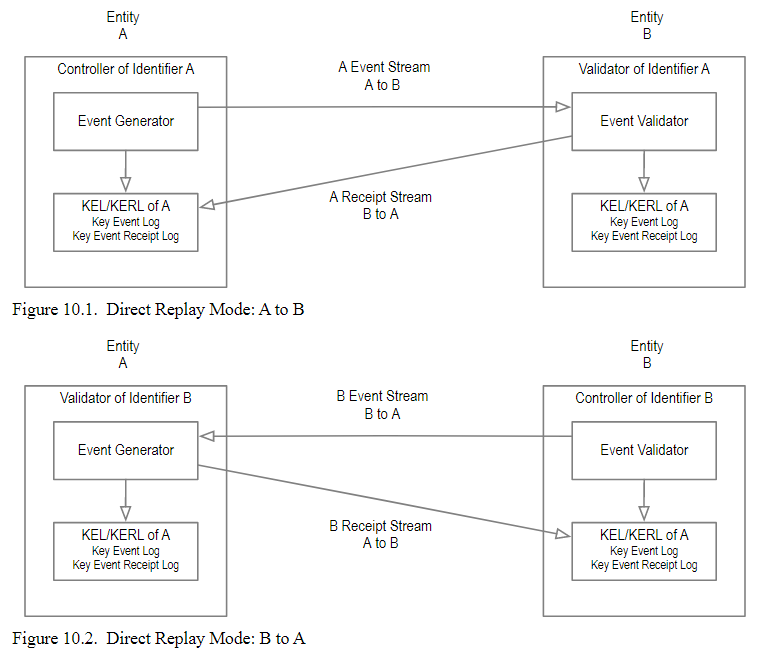 Entity
A
Entity
B
Controller of Identifier A
A Event Stream
A to B
Validator of Identifier A
Event Generator
Event Validator
A Receipt Stream
B to A
KEL/KERL of A
Key Event Log
Key Event Receipt Log
KEL/KERL of A
Key Event Log
Key Event Receipt Log
Figure 10.1. Direct Replay Mode: A to B
Entity
A
Entity
B
Validator of Identifier B
B Event Stream
B to A
Controller of Identifier B
Event Generator
Event Validator
B Receipt Stream
A to B
KEL/KERL of A
Key Event Log
Key Event Receipt Log
KEL/KERL of A
Key Event Log
Key Event Receipt Log
Figure 10.2. Direct Replay Mode: B to A